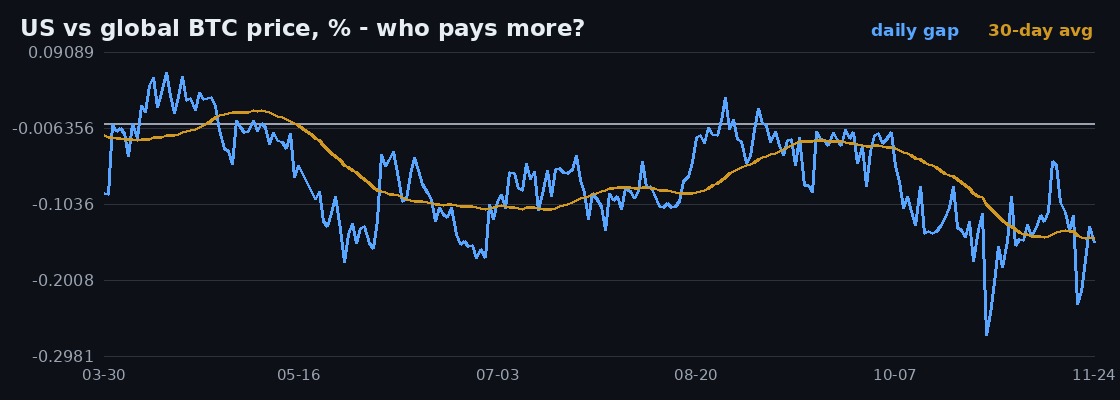 US vs global BTC price, % - who pays more?
daily gap 30-day avg
0.09089
-0.006356
-0.1036
-0.2008
-0.2981
03-30 05-16 07-03 08-20 10-07 11-24